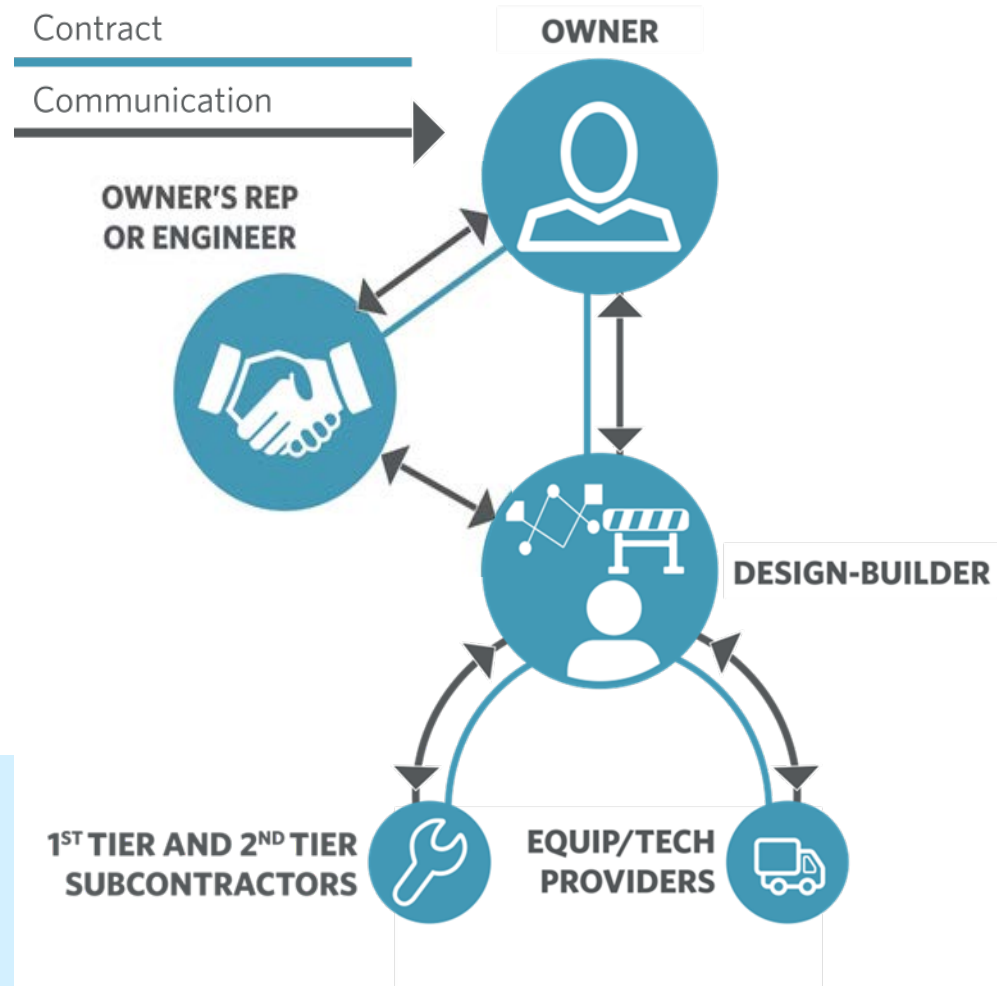 Contract
Communication
OWNER
OWNER'S REP
OR ENGINEER
DESIGN-BUILDER
1ST TIER AND 2ND TIER
SUBCONTRACTORS
EQUIP/TECH
PROVIDERS